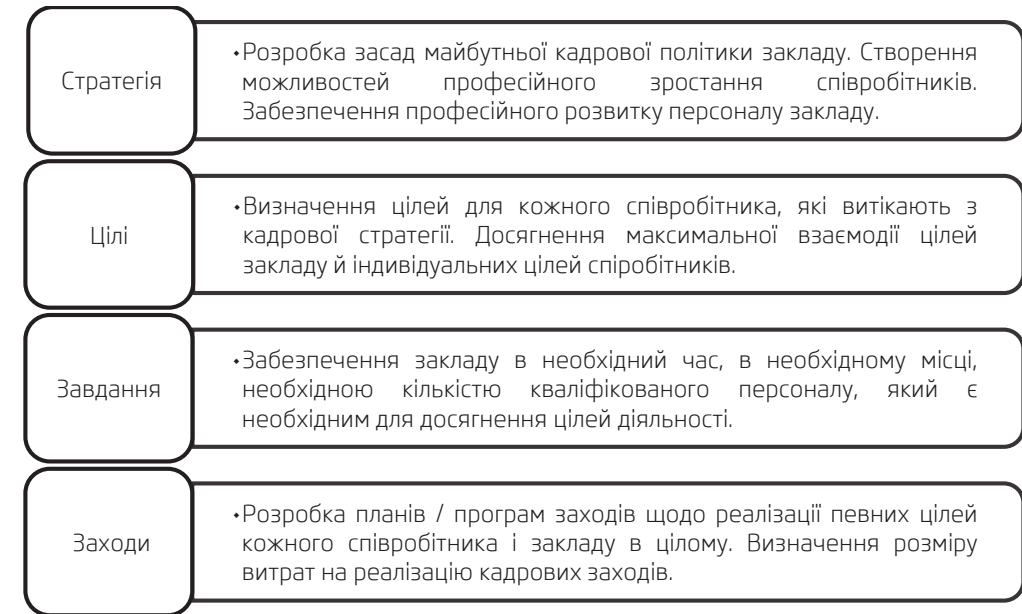 Стратегія
•Розробка засад майбутньої кадрової політики закладу. Створення
можливостей професійного зростання співробітників.
Забезпечення професійного розвитку персоналу закладу.
Цілі
•Визначення цілей для кожного співробітника, які витікають з
кадрової стратегії. Досягнення максимальної взаємодії цілей
закладу й індивідуальних цілей спіробітників.
Завдання
•Забезпечення закладу в необхідний час, в необхідному місці,
необхідною кількістю кваліфікованого персоналу, який є
необхідним для досягнення цілей діяльності.
Заходи
•Розробка планів / програм заходів щодо реалізації певних цілей
кожного співробітника і закладу в цілому. Визначення розміру
витрат на реалізацію кадрових заходів.